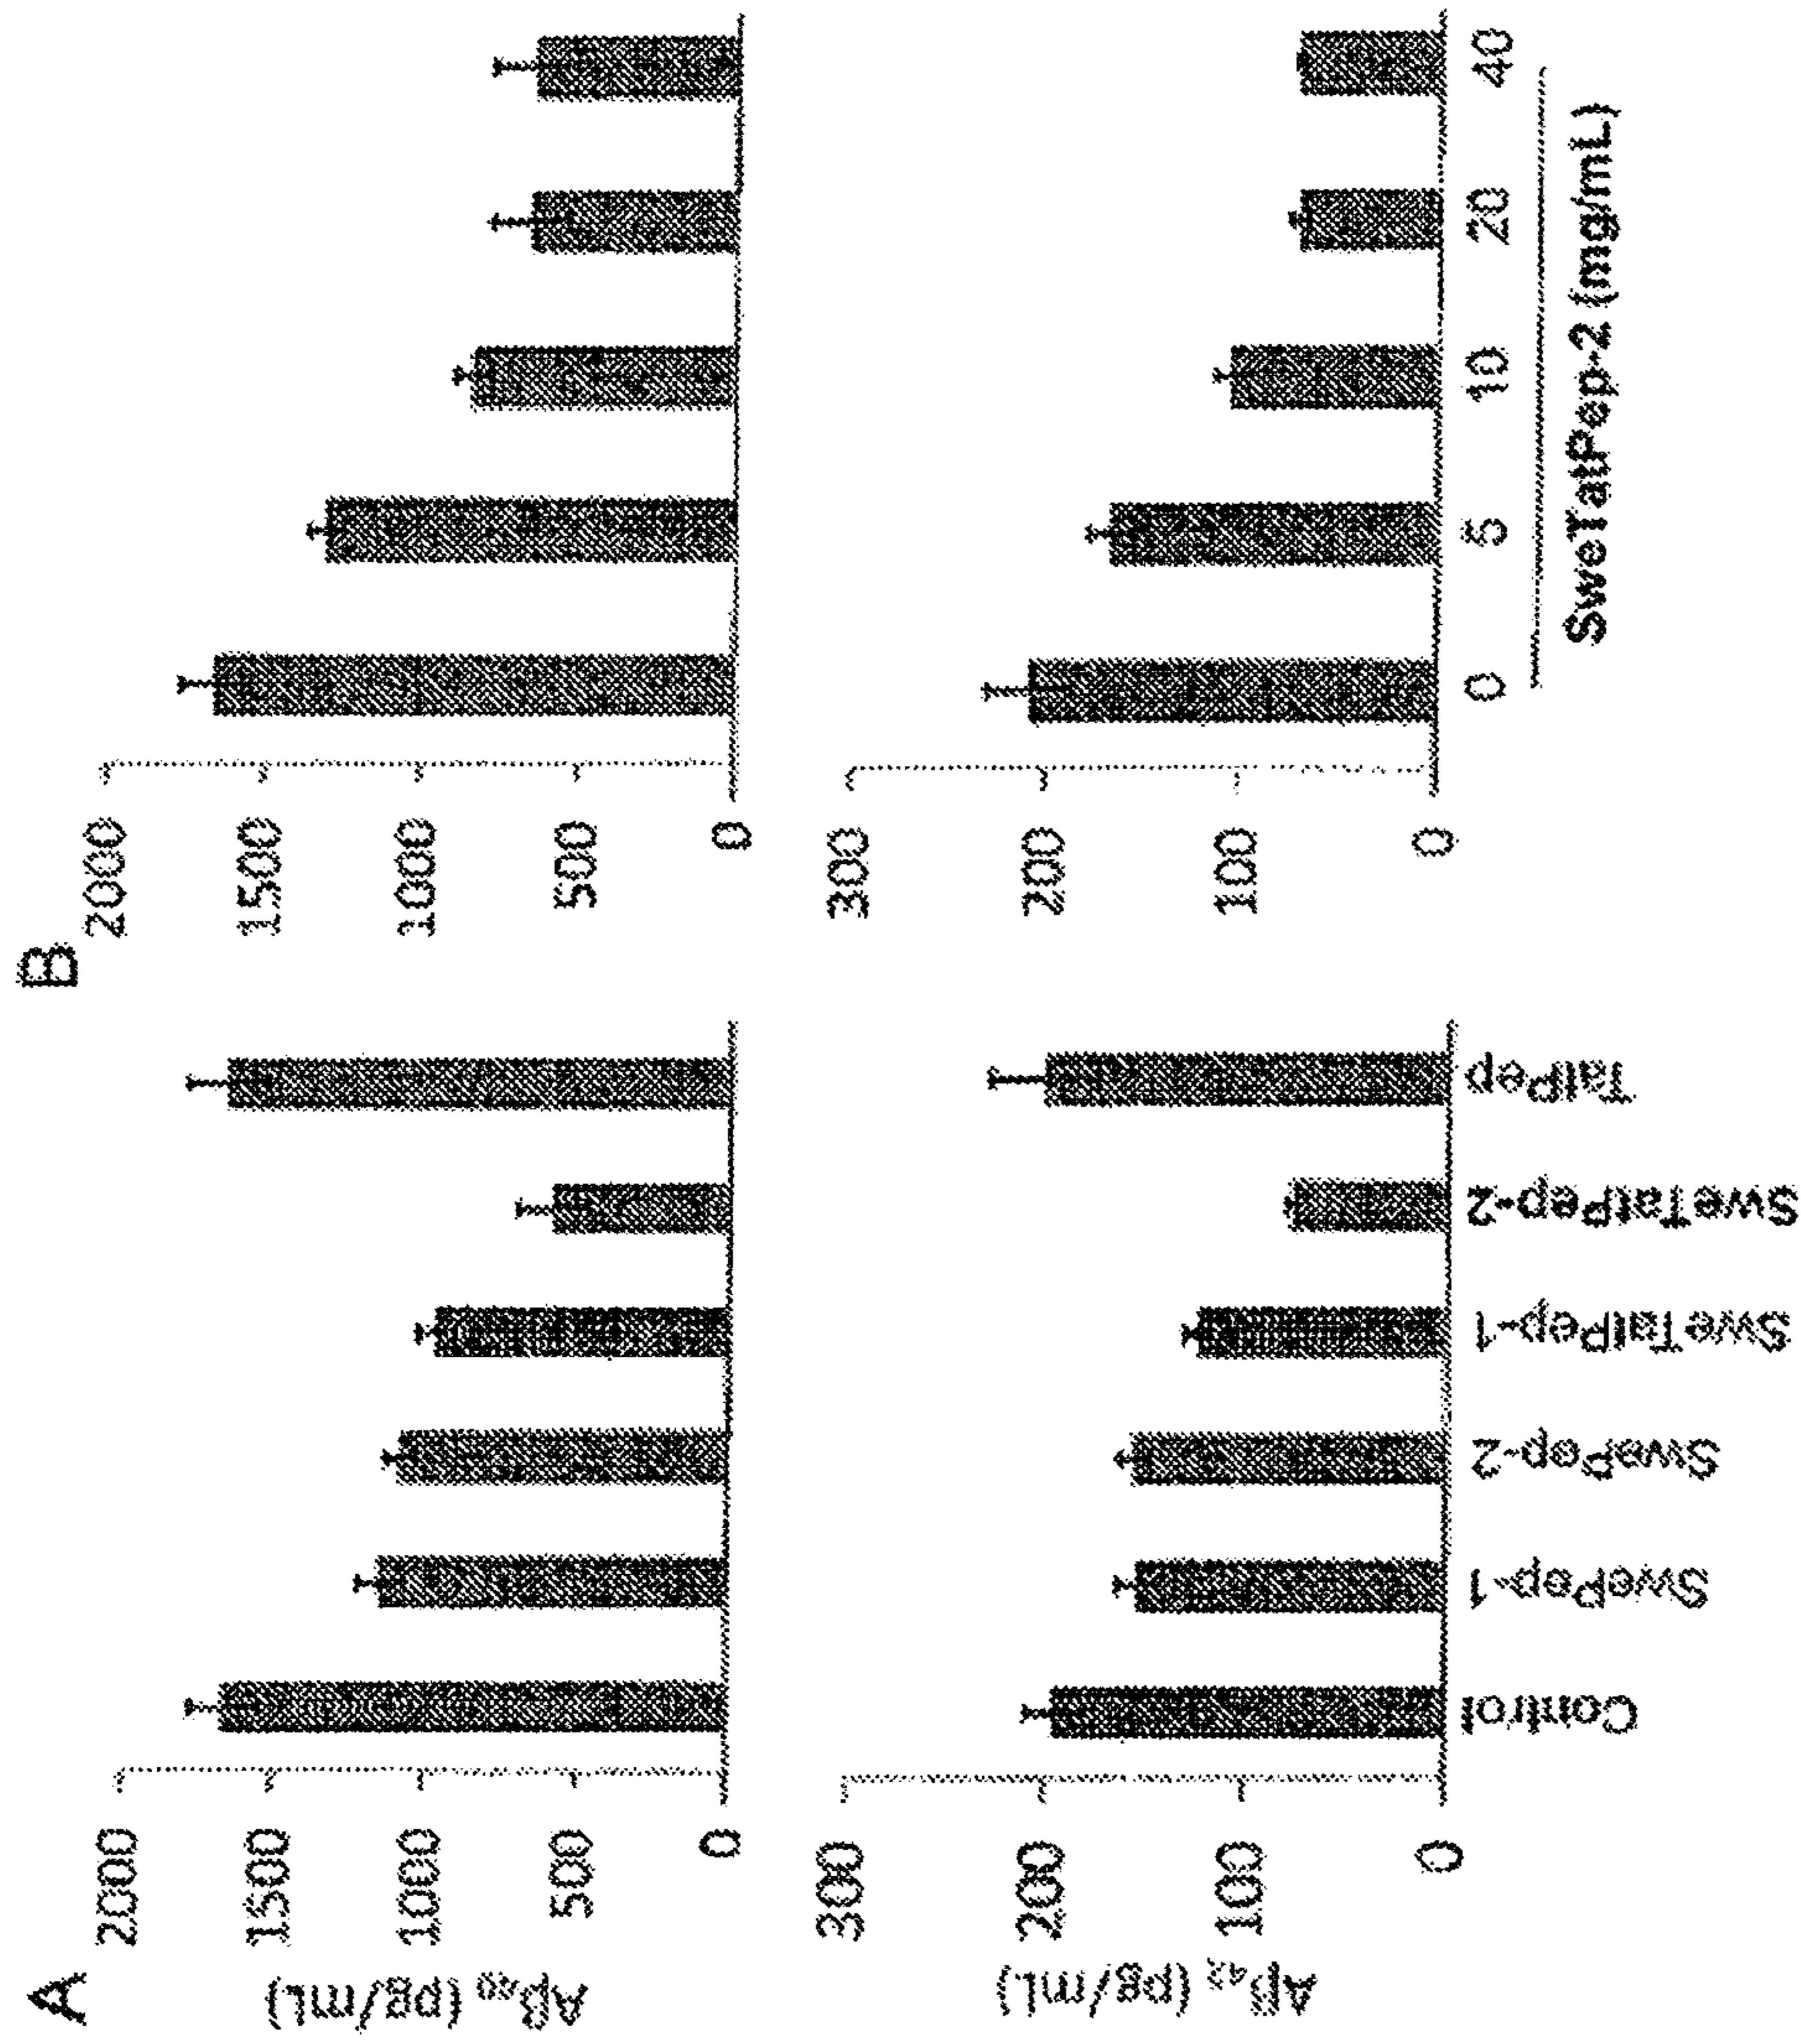 A
Aβ40 (pg/mL)
2000
1500
1000
500
0
Aβ42 (pg/mL)
300
200
100
0
Control
SwePep-1
SwePep-2
SweTatPep-1
SweTatPep-2
TatPep
B
2000
1500
1000
500
0
300
200
100
0
0 5 10 20 40
SweTatPep-2 (mg/mL)